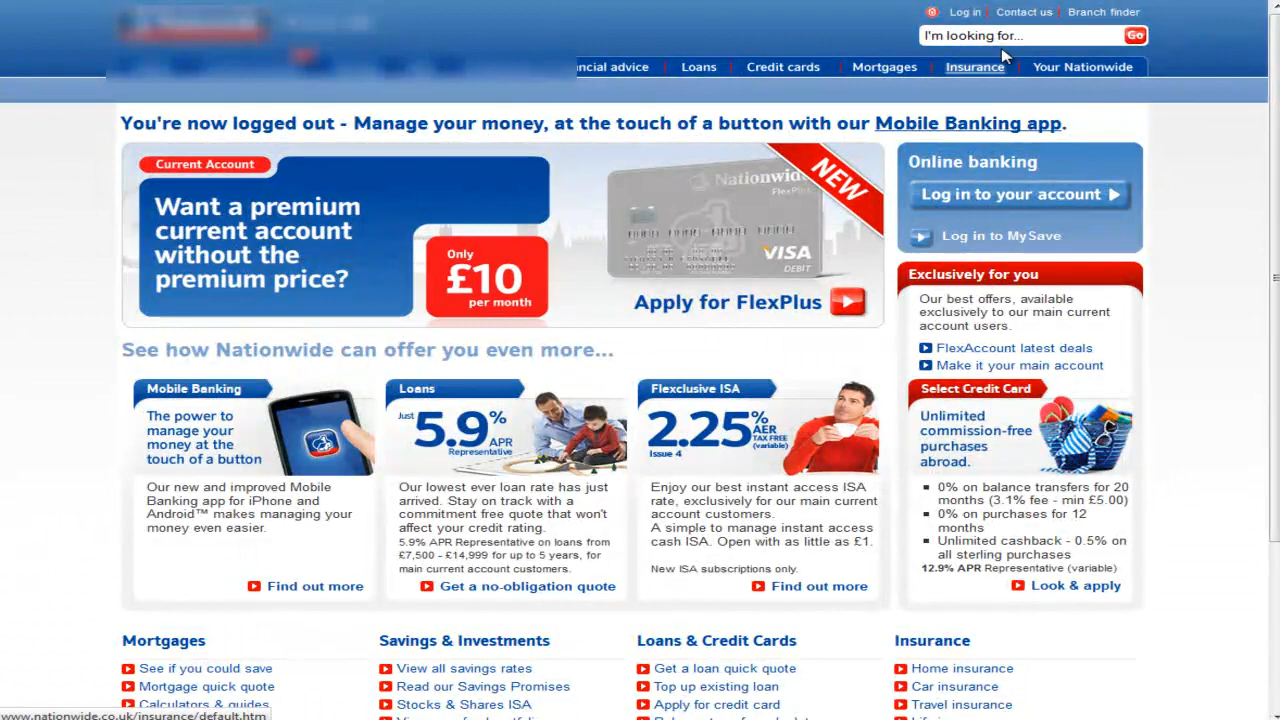 Log in Contact us Branch finder
I'm looking for... Go
ncial advice Loans Credit cards Mortgages Insurance Your Nationwide
You're now logged out - Manage your money, at the touch of a button with our Mobile Banking app.
Current Account
Want a premium
current account
without the
premium price?
Only
£10
per month
Nationwide
FlexPlus
VISA
DEBIT
NEW
Apply for FlexPlus
Online banking
Log in to your account
Log in to MySave
Exclusively for you
Our best offers, available
exclusively to our main current
account users.
FlexAccount latest deals
Make it your main account
See how Nationwide can offer you even more...
Mobile Banking
The power to
manage your
money at the
touch of a button
Our new and improved Mobile
Banking app for iPhone and
Android™ makes managing your
money even easier.
Find out more
Loans
Just 5.9% APR
Representative
Our lowest ever loan rate has just
arrived. Stay on track with a
commitment free quote that won't
affect your credit rating.
5.9% APR Representative on loans from
£7,500 - £14,999 for up to 5 years, for
main current account customers.
Get a no-obligation quote
Flexclusive ISA
2.25% AER
TAX FREE
(variable)
Issue 4
Enjoy our best instant access ISA
rate, exclusively for our main current
account customers.
A simple to manage instant access
cash ISA. Open with as little as £1.
New ISA subscriptions only.
Find out more
Select Credit Card
Unlimited
commission-free
purchases
abroad.
0% on balance transfers for 20
months (3.1% fee - min £5.00)
0% on purchases for 12
months
Unlimited cashback - 0.5% on
all sterling purchases
12.9% APR Representative (variable)
Look & apply
Mortgages
See if you could save
Mortgage quick quote
Calculators & guides
Savings & Investments
View all savings rates
Read our Savings Promises
Stocks & Shares ISA
Loans & Credit Cards
Get a loan quick quote
Top up existing loan
Apply for credit card
Insurance
Home insurance
Car insurance
Travel insurance
www.nationwide.co.uk/insurance/default.htm